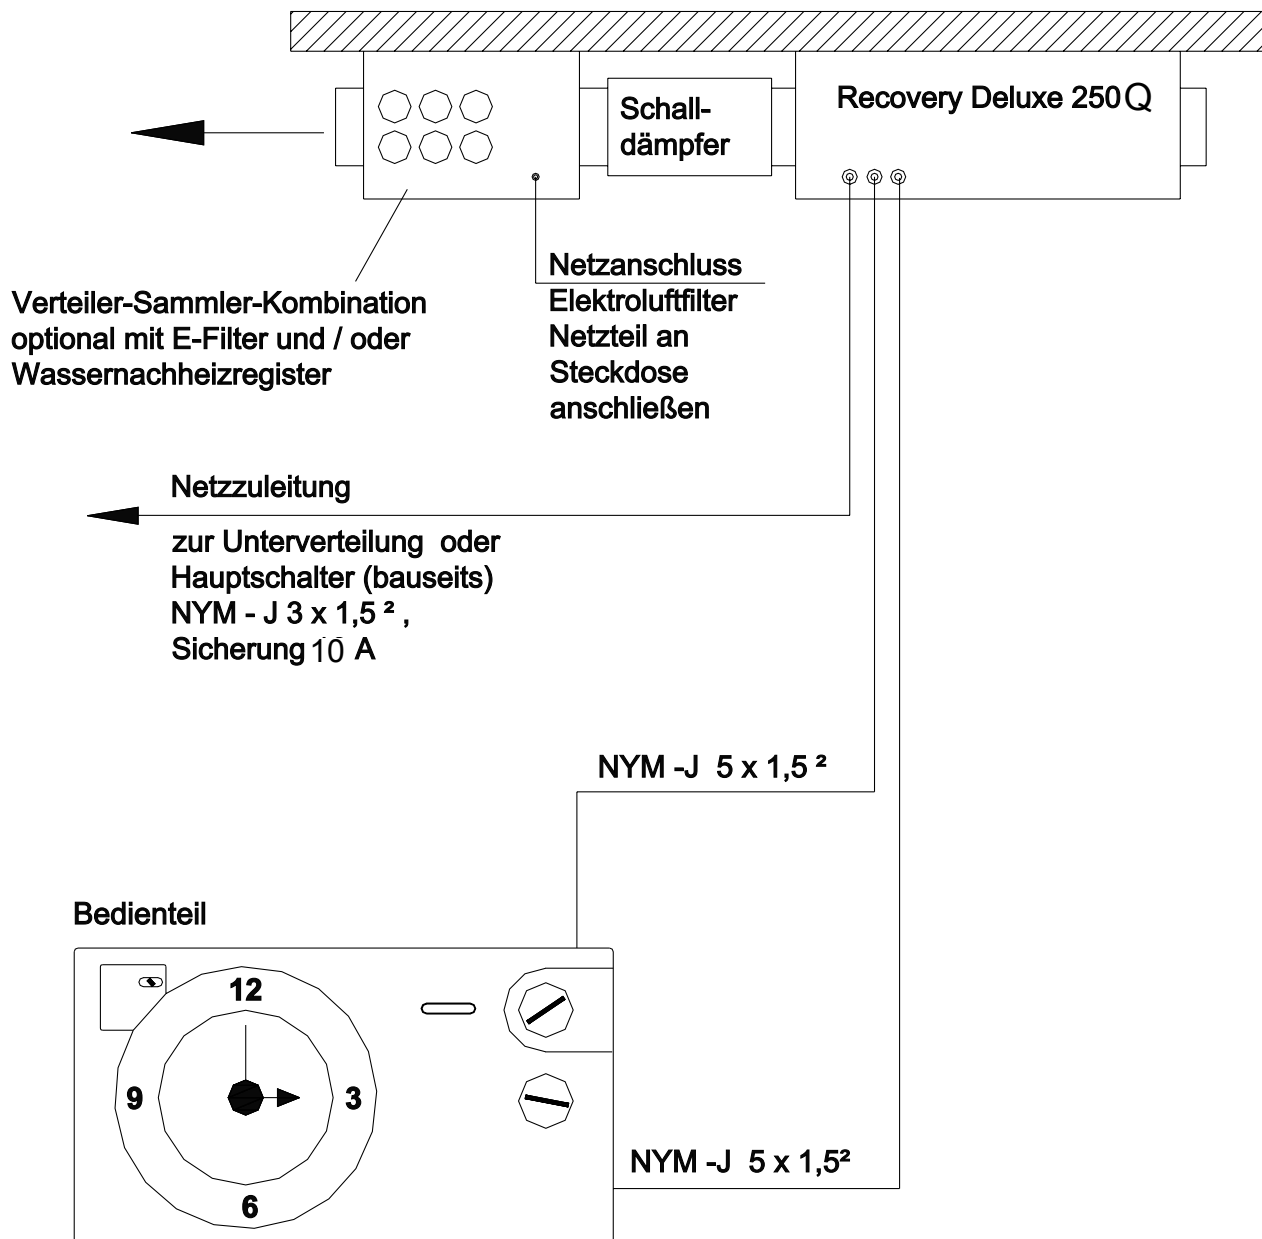 Schall-
dämpfer
Recovery Deluxe 250 Q
Verteiler-Sammler-Kombination
optional mit E-Filter und / oder
Wassernachheizregister
Netzanschluss
Elektroluftfilter
Netzteil an
Steckdose
anschließen
Netzzuleitung
zur Unterverteilung oder
Hauptschalter (bauseits)
NYM - J 3 x 1,5 ² ,
Sicherung 10 A
NYM -J 5 x 1,5 ²
Bedienteil
12
9
3
6
NYM -J 5 x 1,5²